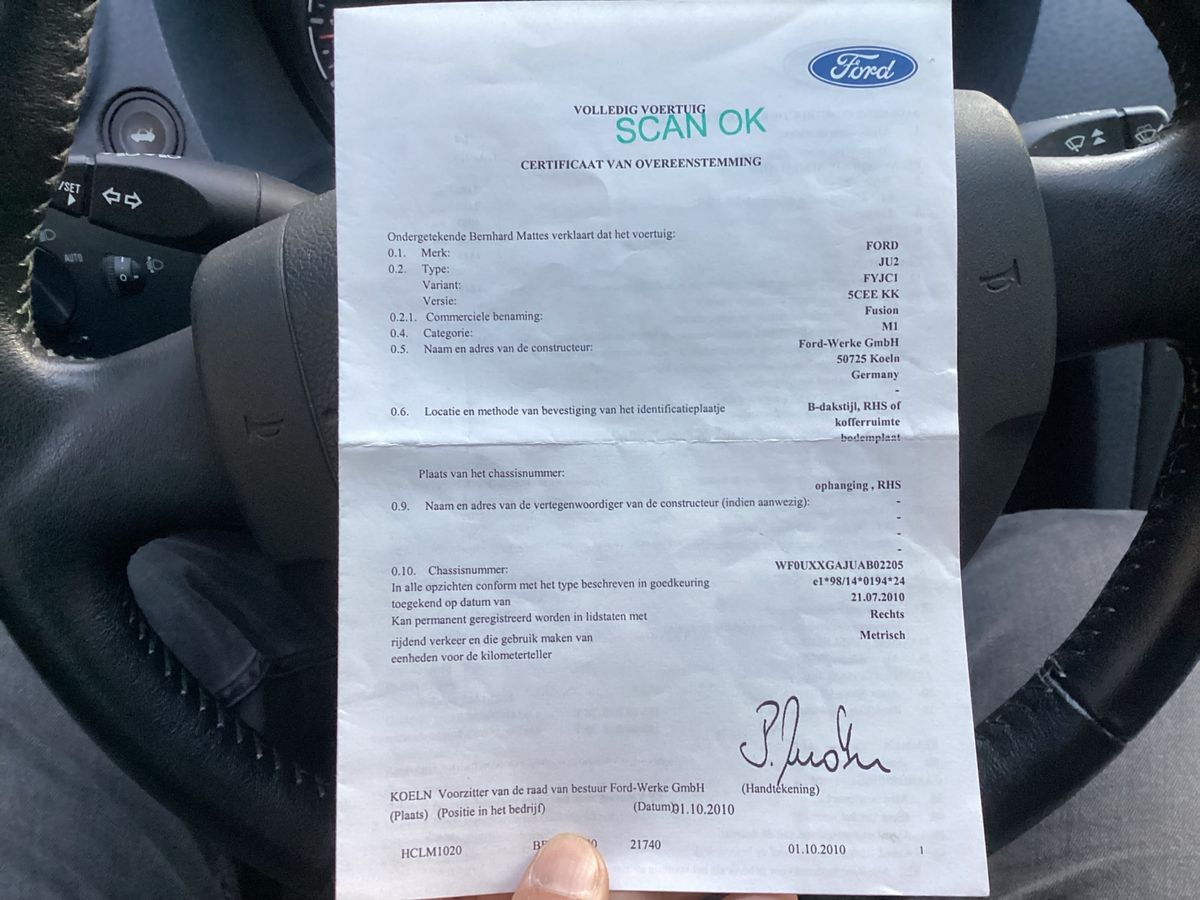 Ford
VOLLEDIG VOERTUIG
SCAN OK
CERTIFICAAT VAN OVEREENSTEMMING
Ondergetekende Bernhard Mattes verklaart dat het voertuig:
0.1. Merk: FORD
0.2. Type: JU2
Variant: FYJC1
Versie: 5CEE KK
0.2.1. Commerciele benaming: Fusion
0.4. Categorie: M1
0.5. Naam en adres van de constructeur: Ford-Werke GmbH
50725 Koeln
Germany
-
0.6. Locatie en methode van bevestiging van het identificatieplaatje B-dakstijl, RHS of
kofferruimte
bodemplaat
Plaats van het chassisnummer:
ophanging , RHS
0.9. Naam en adres van de vertegenwoordiger van de constructeur (indien aanwezig): -
-
-
-
0.10. Chassisnummer: WF0UXXGAJUAB02205
In alle opzichten conform met het type beschreven in goedkeuring e1*98/14*0194*24
toegekend op datum van 21.07.2010
Kan permanent geregistreerd worden in lidstaten met Rechts
rijdend verkeer en die gebruik maken van Metrisch
eenheden voor de kilometerteller
KOELN Voorzitter van de raad van bestuur Ford-Werke GmbH (Handtekening)
(Plaats) (Positie in het bedrijf) (Datum) 01.10.2010
HCLM1020 21740 01.10.2010 1
/SET
AUTO